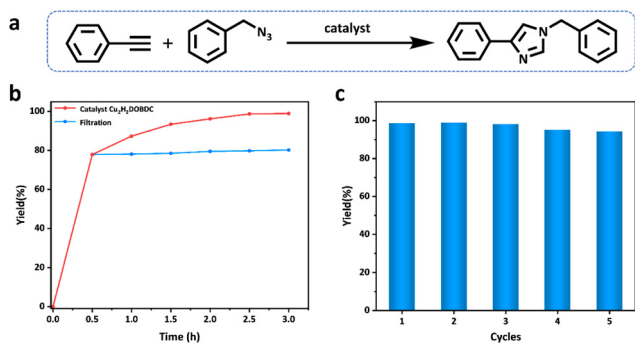 a
catalyst
N₃
N
N
b
c
Catalyst Cu₂H₂DOBDC
Filtration
Yield(%)
100
80
60
40
20
0
0.0 0.5 1.0 1.5 2.0 2.5 3.0
Time (h)
Yield(%)
100
80
60
40
20
0
1 2 3 4 5
Cycles